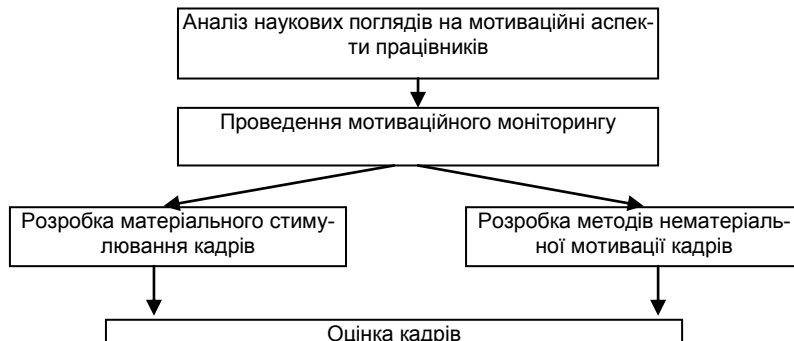 Аналіз наукових поглядів на мотиваційні аспек-
ти працівників
Проведення мотиваційного моніторингу
Розробка матеріального стиму-
лювання кадрів
Розробка методів нематеріаль-
ної мотивації кадрів
Оцінка кадрів